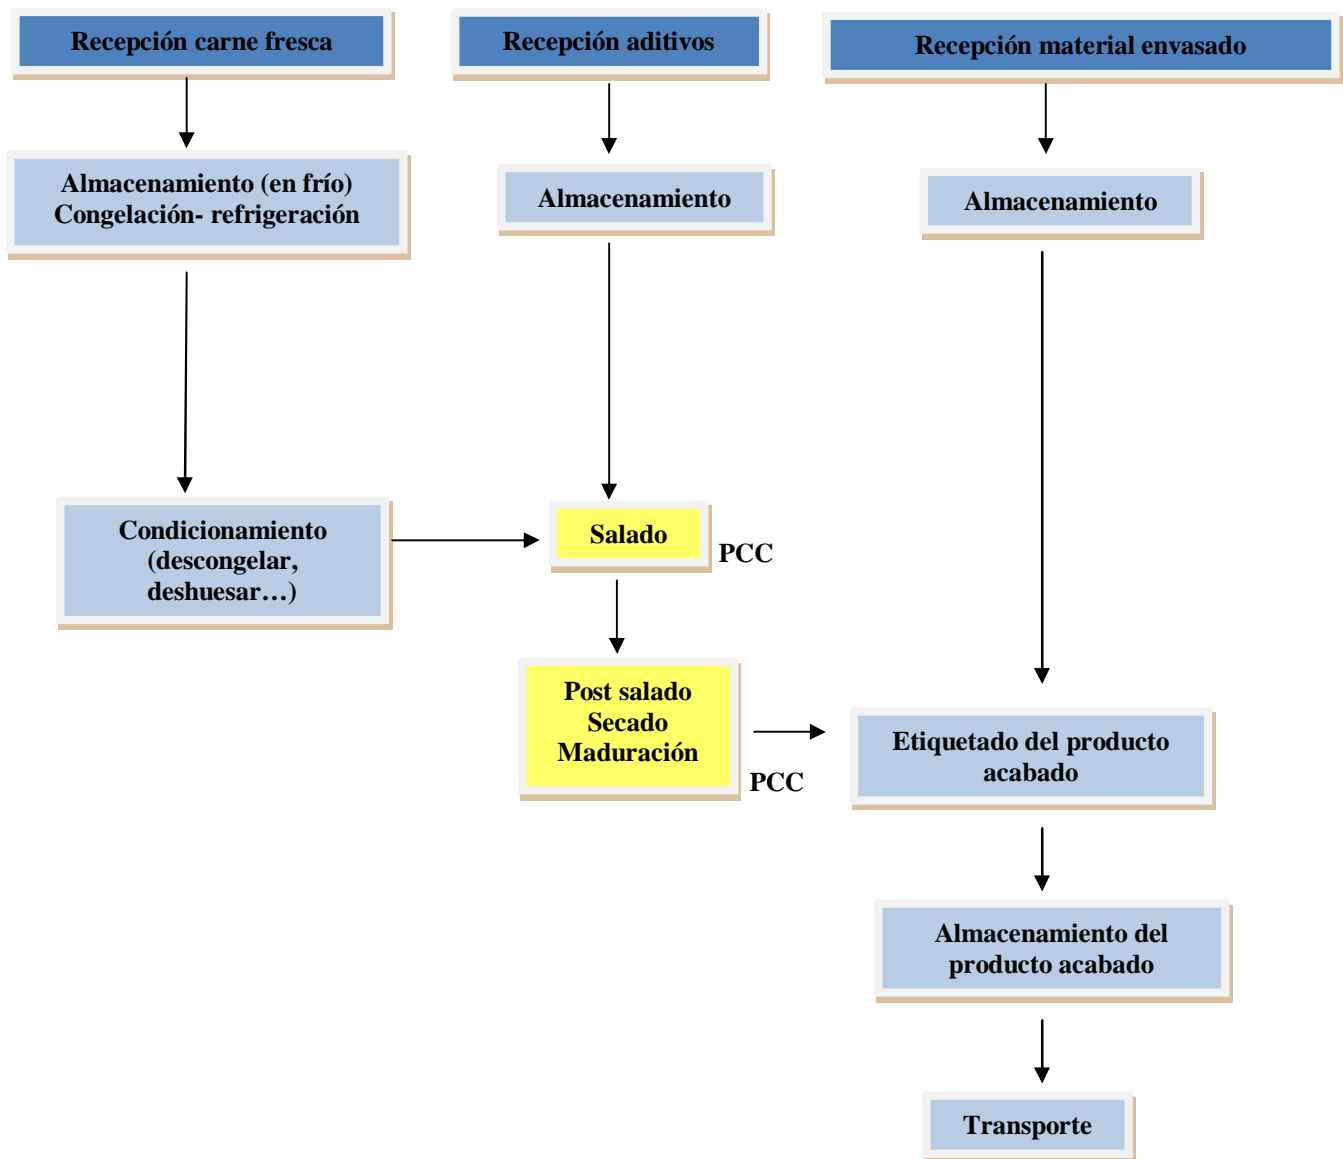 Recepción carne fresca
Recepción aditivos
Recepción material envasado
Almacenamiento (en frío)
Congelación- refrigeración
Almacenamiento
Almacenamiento
Condicionamiento
(descongelar,
deshuesar…)
Salado
PCC
Post salado
Secado
Maduración
PCC
Etiquetado del producto
acabado
Almacenamiento del
producto acabado
Transporte